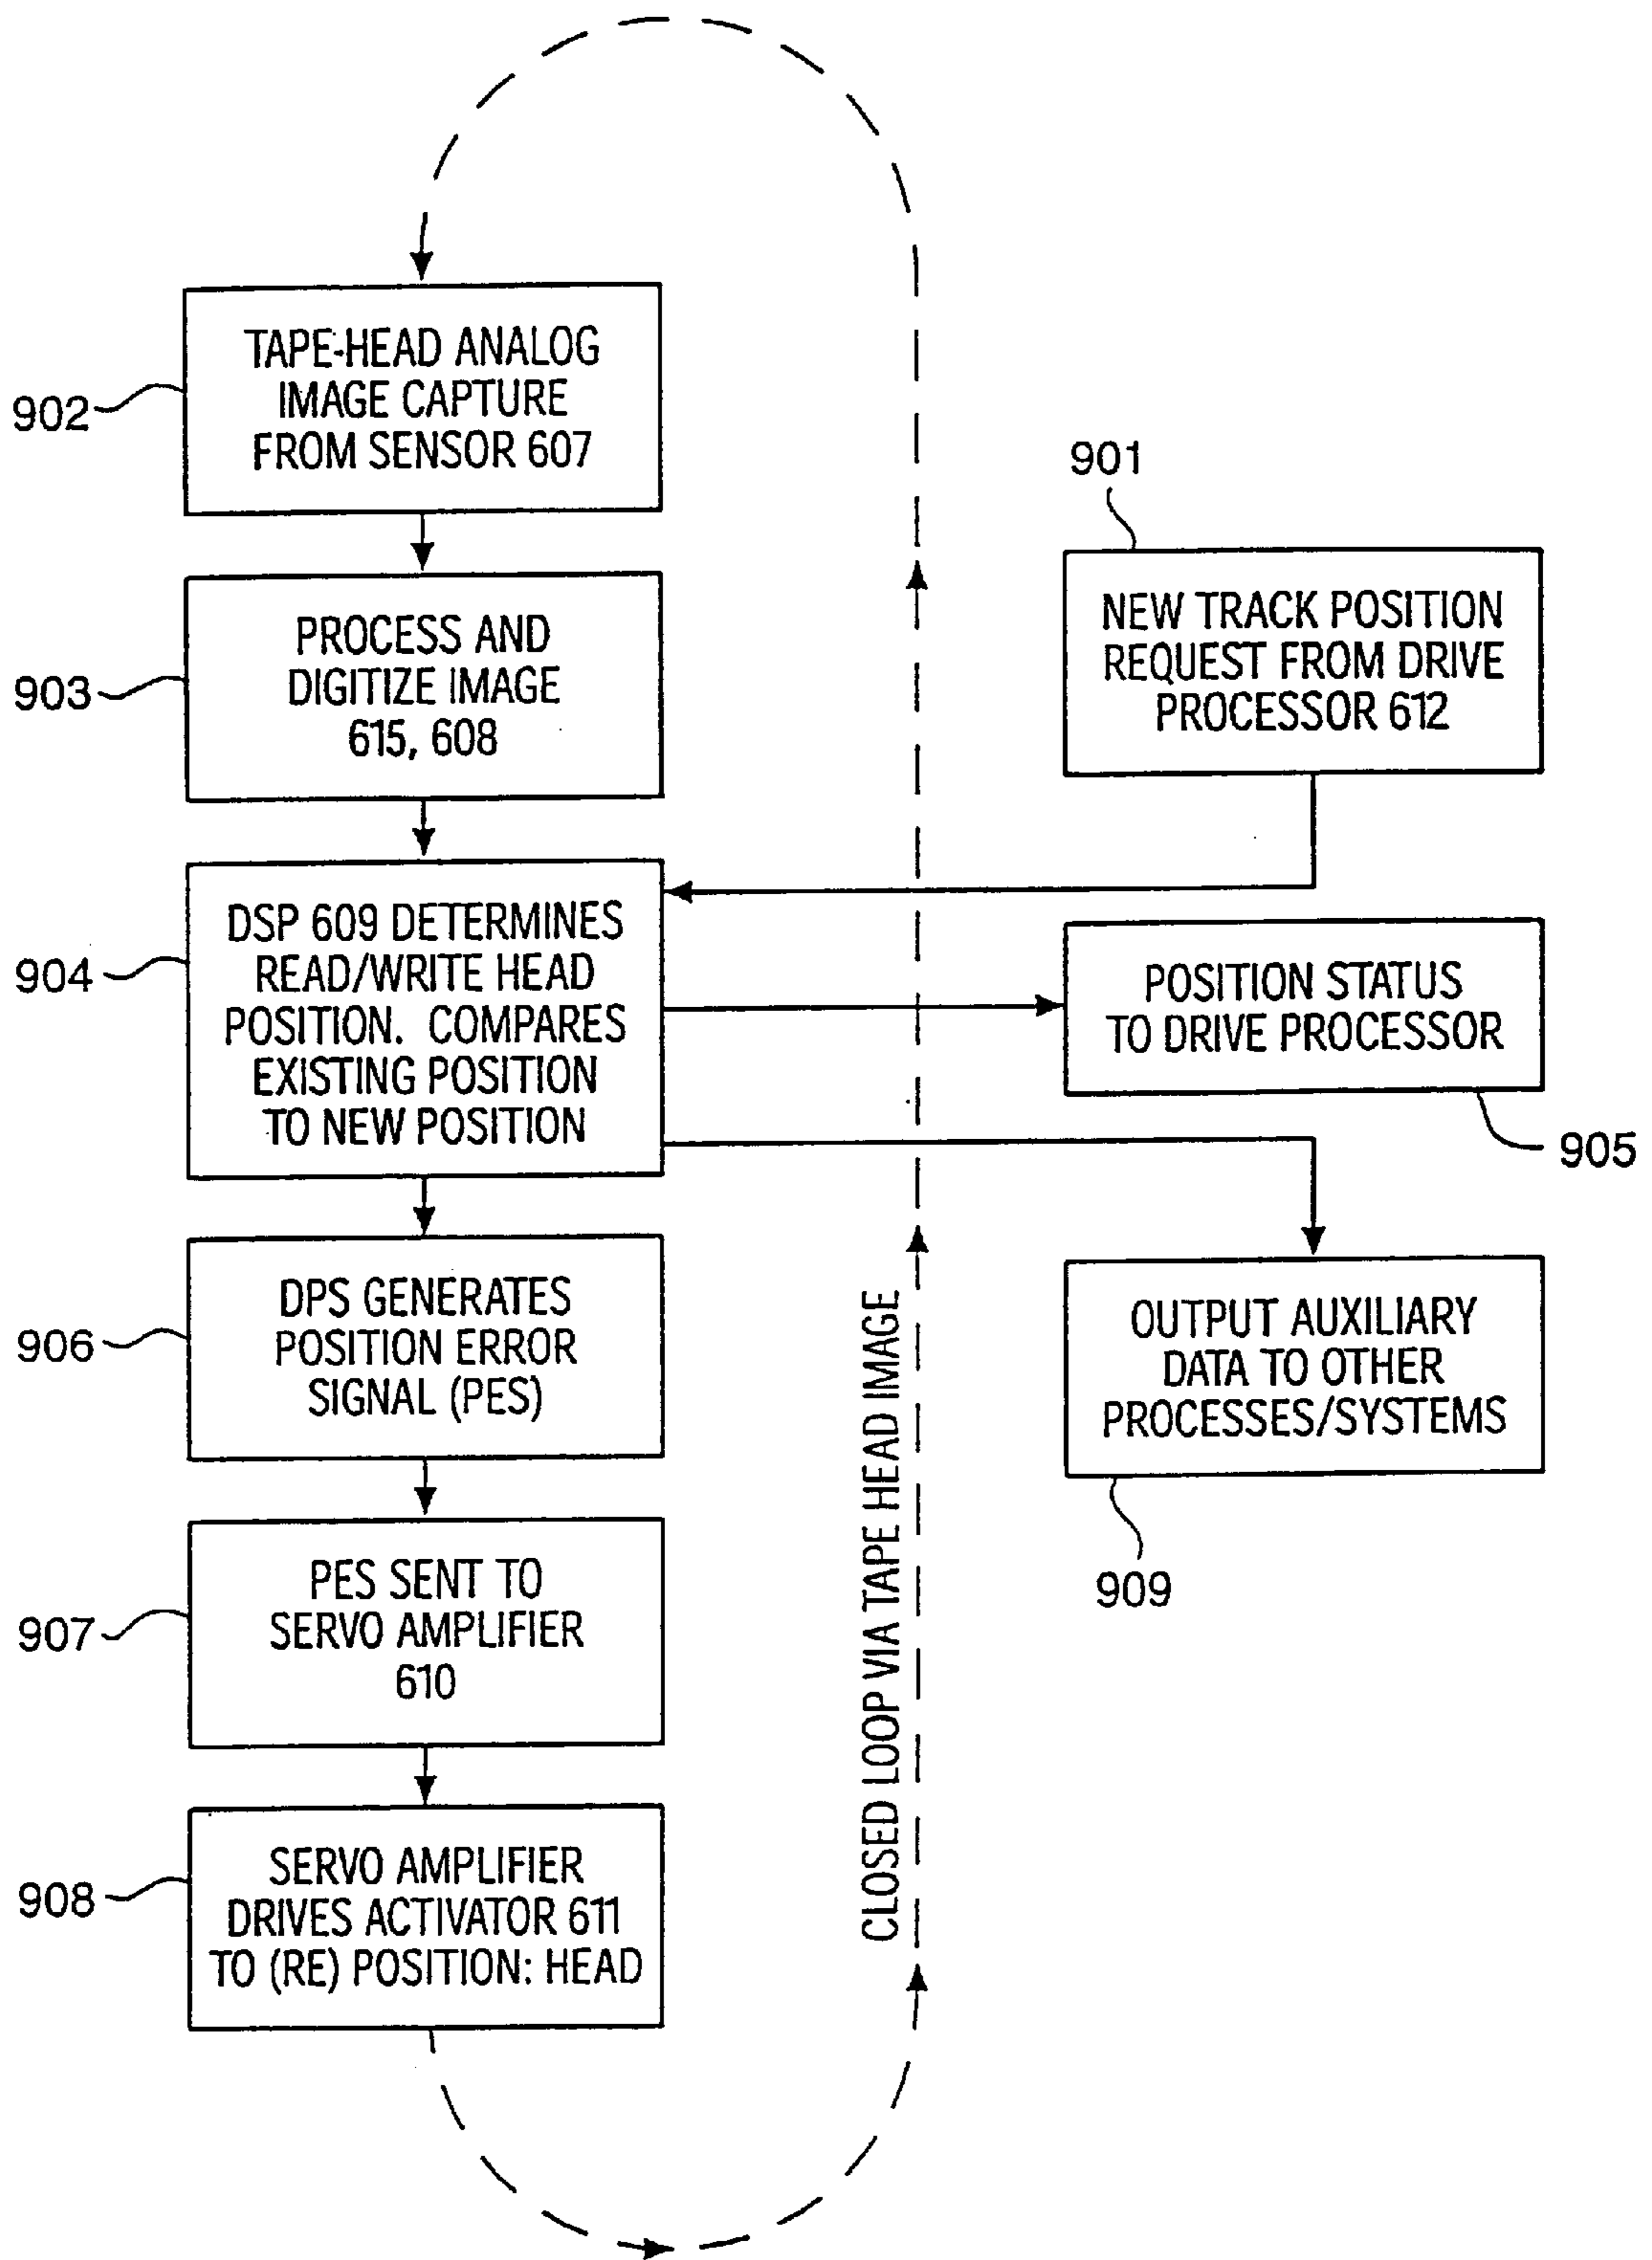 902
TAPE-HEAD ANALOG
IMAGE CAPTURE
FROM SENSOR 607
903
PROCESS AND
DIGITIZE IMAGE
615, 608
901
NEW TRACK POSITION
REQUEST FROM DRIVE
PROCESSOR 612
904
DSP 609 DETERMINES
READ/WRITE HEAD
POSITION. COMPARES
EXISTING POSITION
TO NEW POSITION
POSITION STATUS
TO DRIVE PROCESSOR
905
906
DPS GENERATES
POSITION ERROR
SIGNAL (PES)
OUTPUT AUXILIARY
DATA TO OTHER
PROCESSES/SYSTEMS
909
907
PES SENT TO
SERVO AMPLIFIER
610
908
SERVO AMPLIFIER
DRIVES ACTIVATOR 611
TO (RE) POSITION: HEAD
CLOSED LOOP VIA TAPE HEAD IMAGE